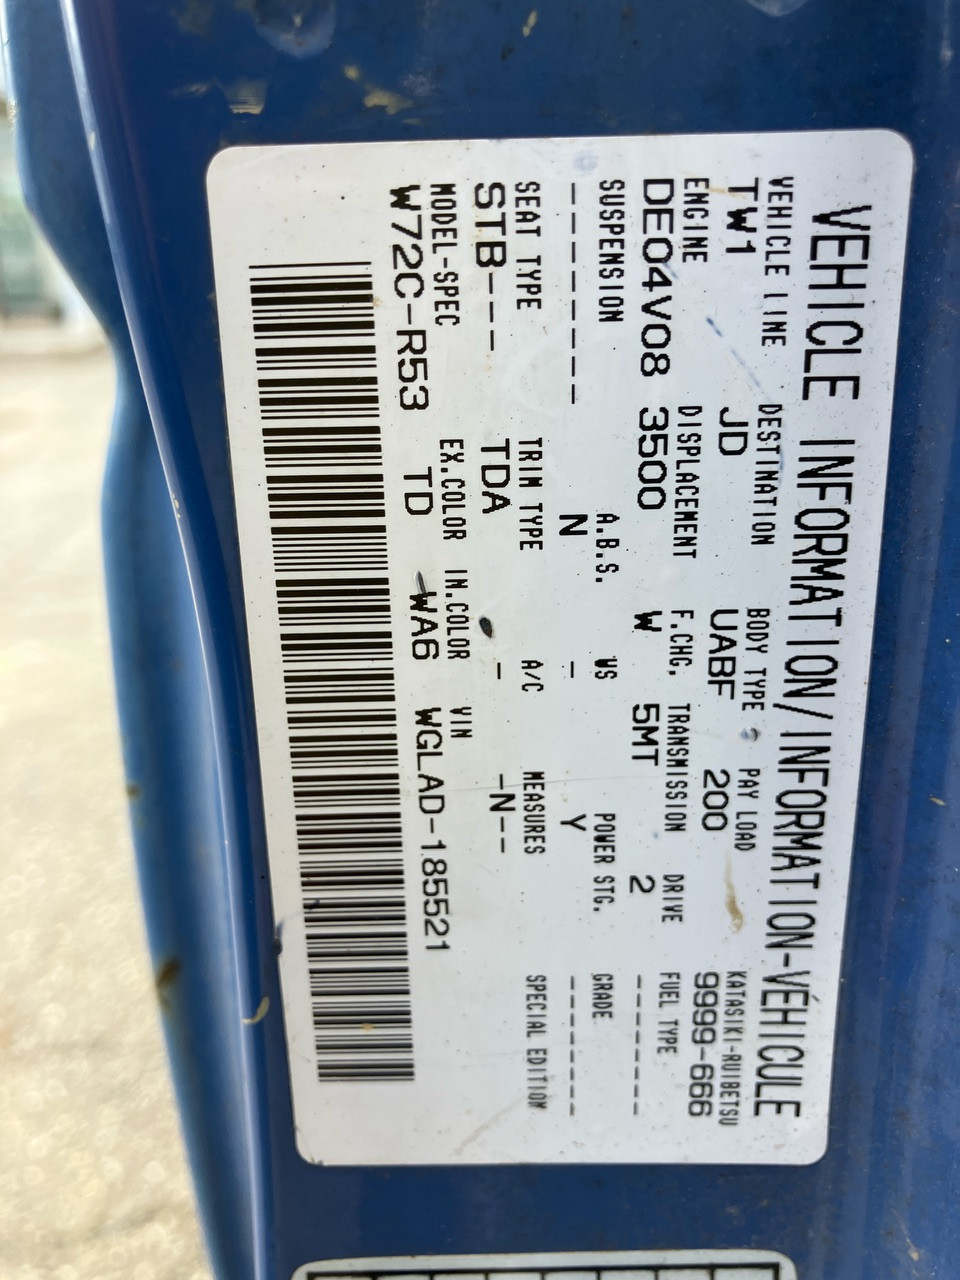 VEHICLE INFORMATION/INFORMATION-VÉHICULE
VEHICLE LINE DESTINATION BODY TYPE PAY LOAD KATASIKI-RUIBETSU
TW1 JD UABF 200 9999-666
ENGINE DISPLACEMENT F.CHG. TRANSMISSION DRIVE FUEL TYPE
DE04V08 3500 W 5MT 2 -------
SUSPENSION A.B.S. WS POWER STG. GRADE
-------- N - Y -------
SEAT TYPE TRIM TYPE A/C MEASURES SPECIAL EDITION
STB--- TDA - -N--
MODEL-SPEC EX.COLOR IN.COLOR VIN
W72C-R53 TD -WA6 WGLAD-185521